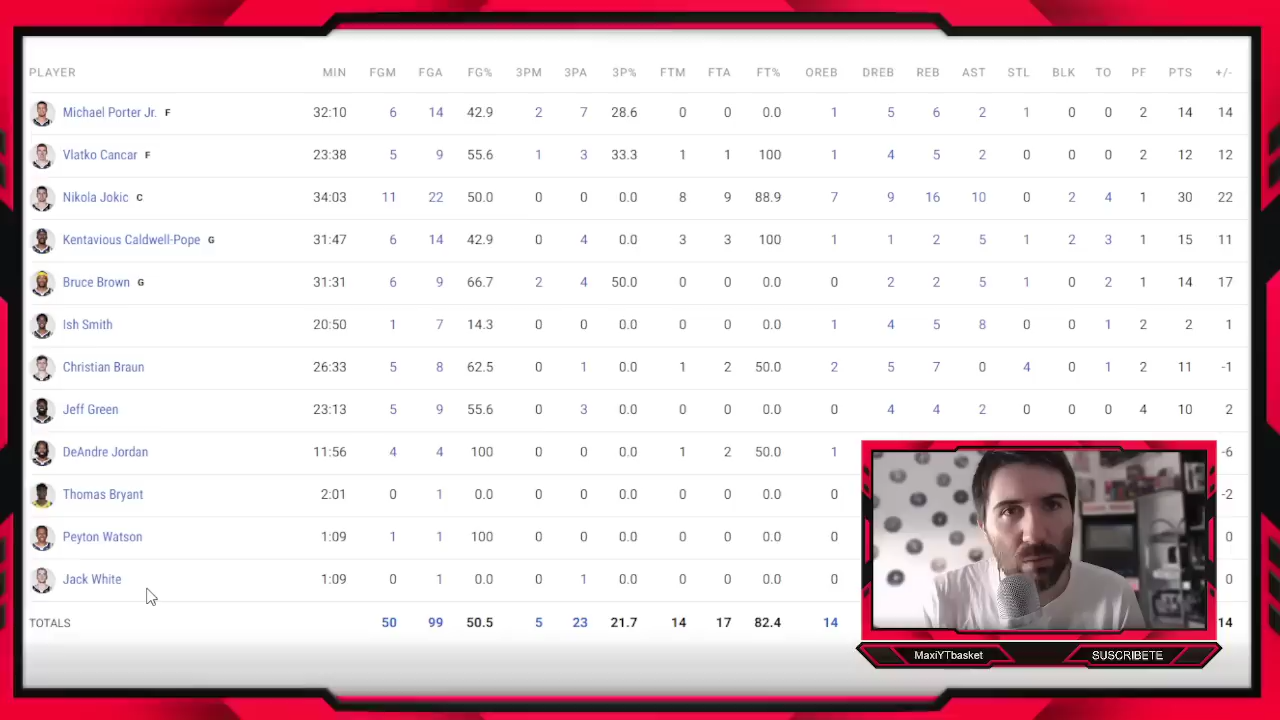 PLAYER MIN FGM FGA FG% 3PM 3PA 3P% FTM FTA FT% OREB DREB REB AST STL BLK TO PF PTS +/-
Michael Porter Jr. F 32:10 6 14 42.9 2 7 28.6 0 0 0.0 1 5 6 2 1 0 0 2 14 14
Vlatko Cancar F 23:38 5 9 55.6 1 3 33.3 1 1 100 1 4 5 2 0 0 0 2 12 12
Nikola Jokic C 34:03 11 22 50.0 0 0 0.0 8 9 88.9 7 9 16 10 0 2 4 1 30 22
Kentavious Caldwell-Pope G 31:47 6 14 42.9 0 4 0.0 3 3 100 1 1 2 5 1 2 3 1 15 11
Bruce Brown G 31:31 6 9 66.7 2 4 50.0 0 0 0.0 0 2 2 5 1 0 2 1 14 17
Ish Smith 20:50 1 7 14.3 0 0 0.0 0 0 0.0 1 4 5 8 0 0 1 2 2 1
Christian Braun 26:33 5 8 62.5 0 1 0.0 1 2 50.0 2 5 7 0 4 0 1 2 11 -1
Jeff Green 23:13 5 9 55.6 0 3 0.0 0 0 0.0 0 4 4 2 0 0 0 4 10 2
DeAndre Jordan 11:56 4 4 100 0 0 0.0 1 2 50.0 1 -6
Thomas Bryant 2:01 0 1 0.0 0 0 0.0 0 0 0.0 0 -2
Peyton Watson 1:09 1 1 100 0 0 0.0 0 0 0.0 0 0
Jack White 1:09 0 1 0.0 0 1 0.0 0 0 0.0 0 0
TOTALS 50 99 50.5 5 23 21.7 14 17 82.4 14 14
MaxiYTbasket SUSCRIBETE